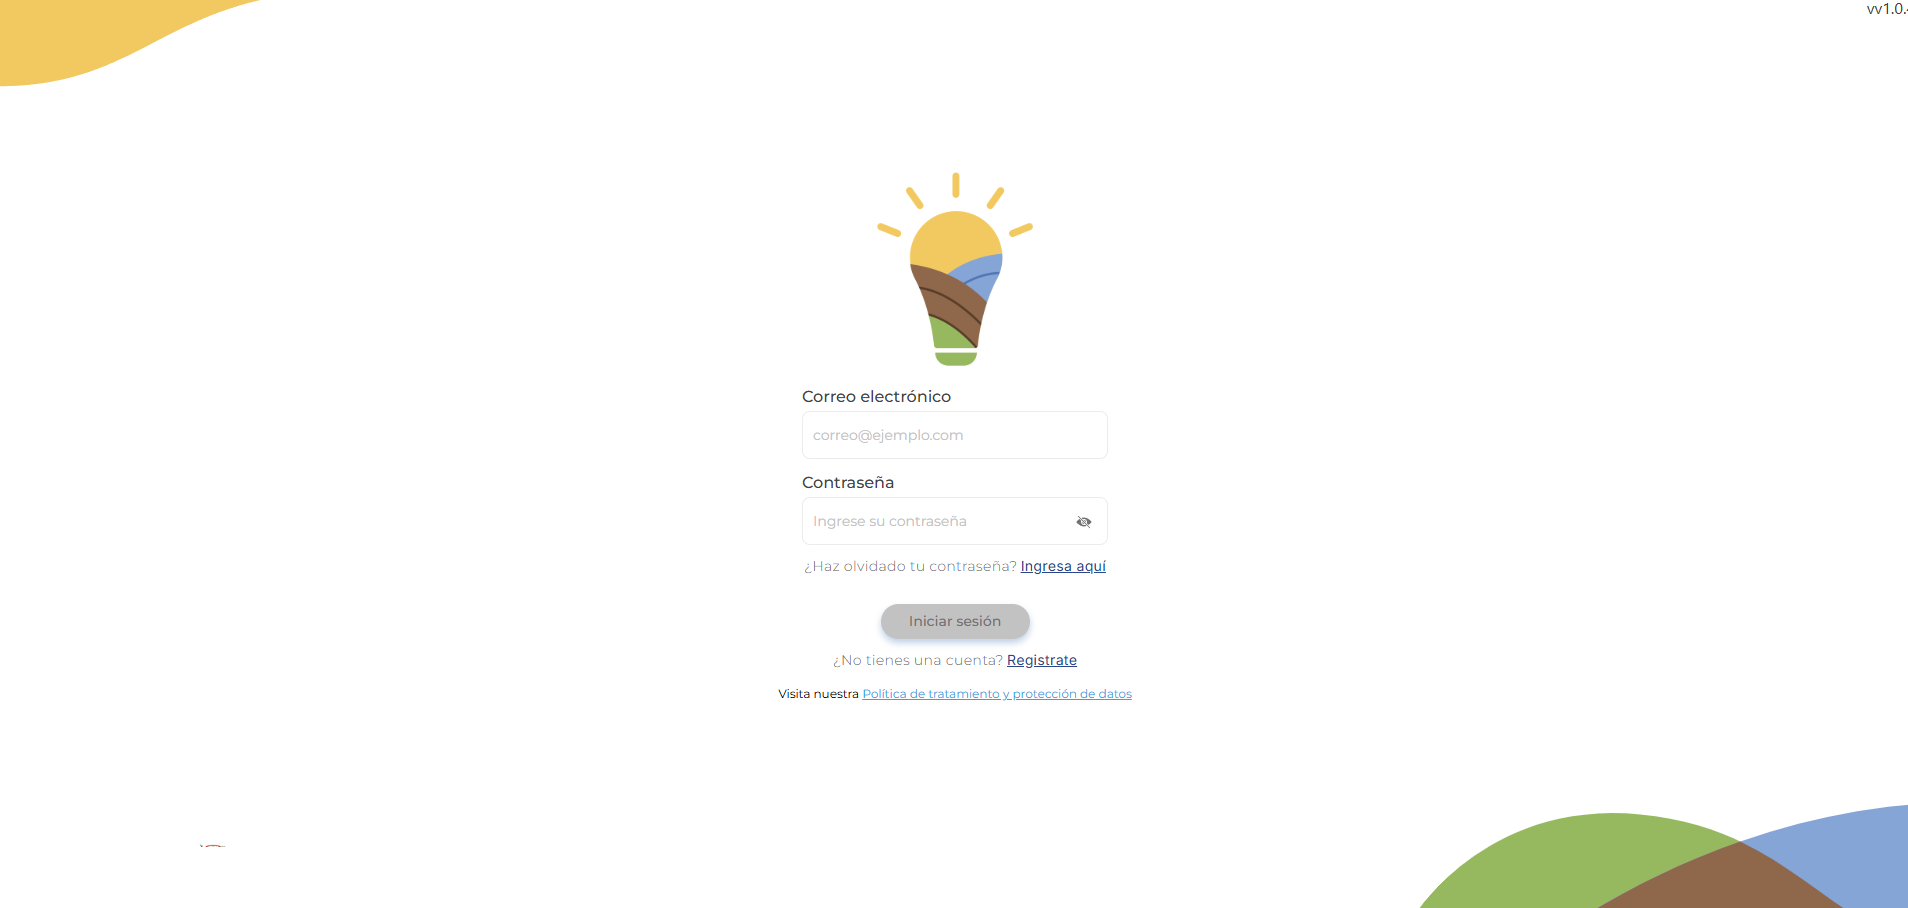 vv1.0.
Correo electrónico
correo@ejemplo.com
Contraseña
Ingrese su contraseña
¿Haz olvidado tu contraseña? Ingresa aquí
Iniciar sesión
¿No tienes una cuenta? Registrate
Visita nuestra Política de tratamiento y protección de datos